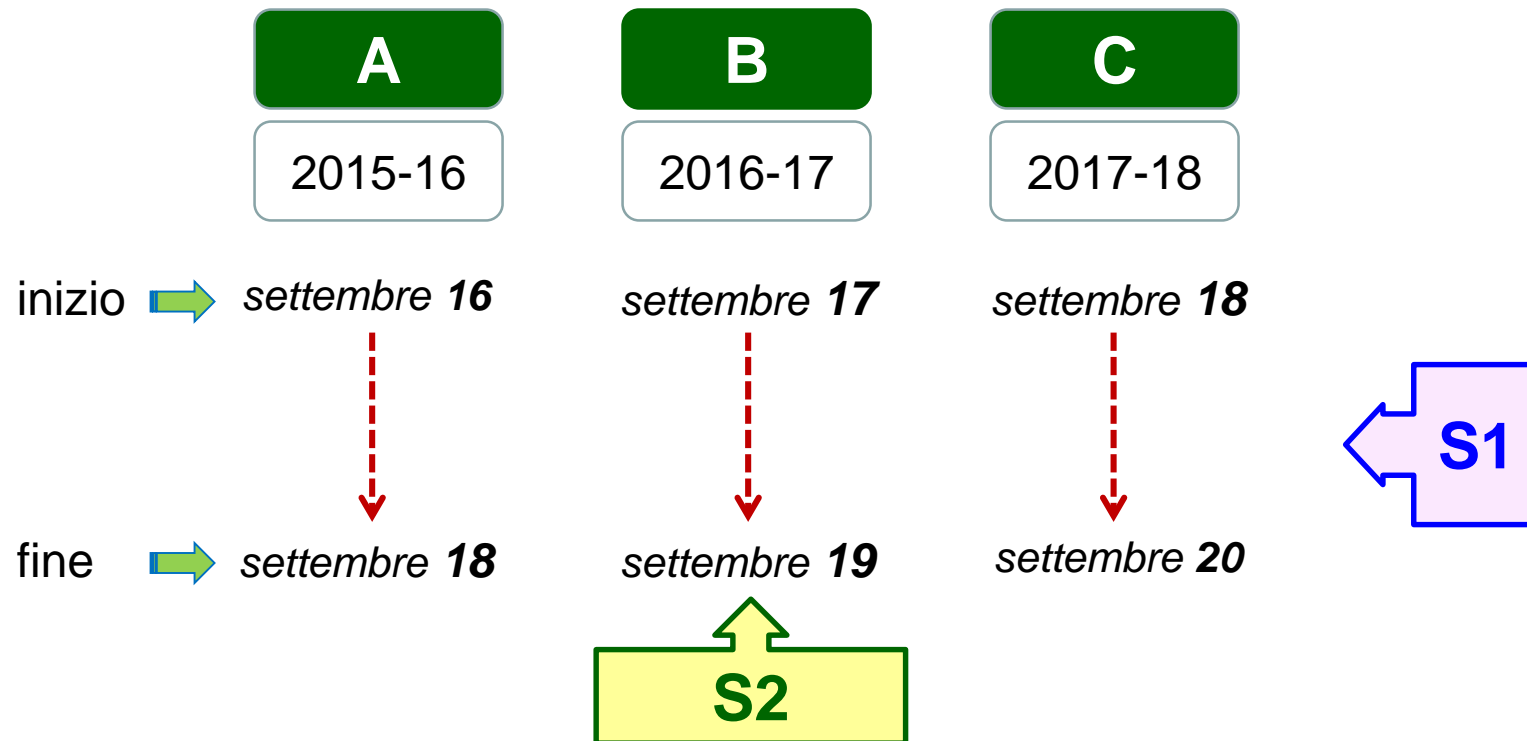 A B C
2015-16 2016-17 2017-18
inizio settembre 16 settembre 17 settembre 18
S1
fine settembre 18 settembre 19 settembre 20
S2